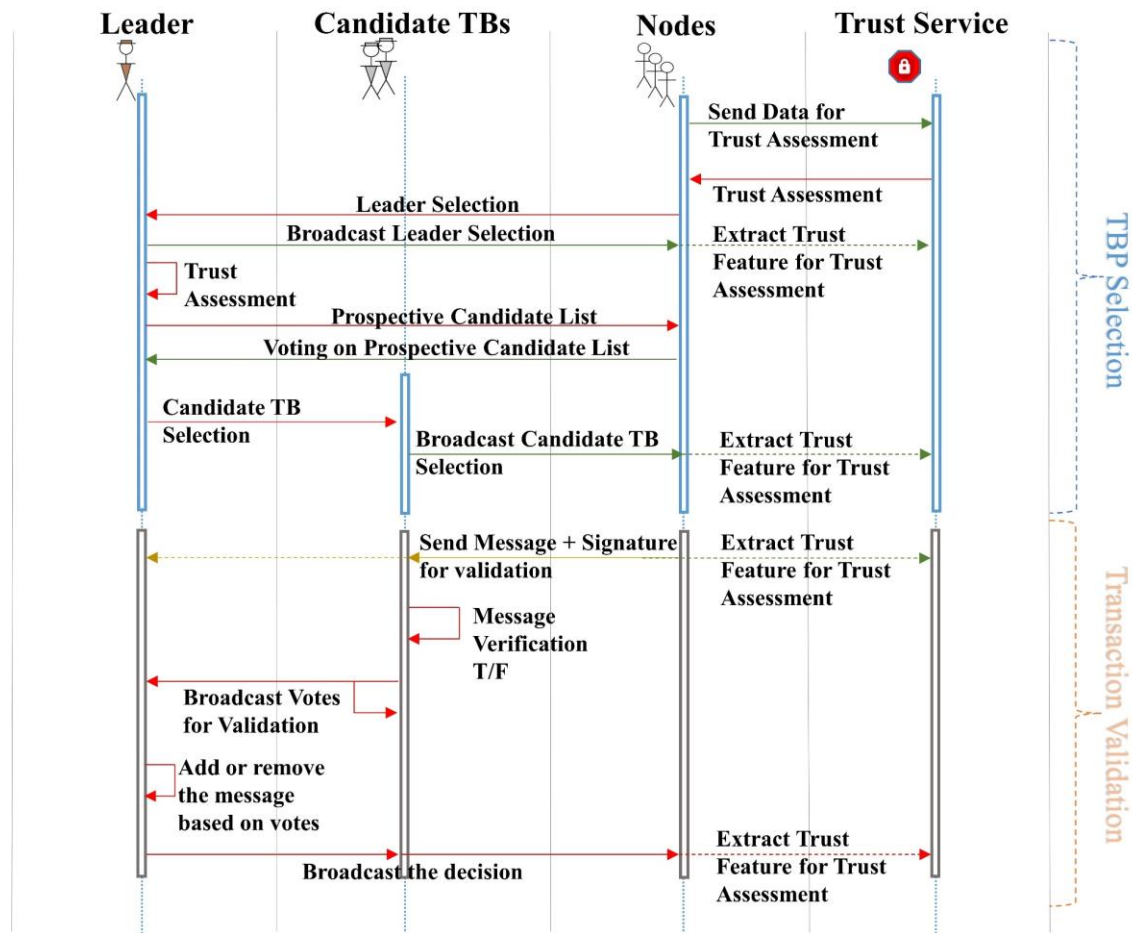 Leader
Candidate TBs
Nodes
Trust Service
Send Data for
Trust Assessment
Trust Assessment
Leader Selection
Broadcast Leader Selection
Extract Trust
Feature for Trust
Assessment
Trust
Assessment
Prospective Candidate List
Voting on Prospective Candidate List
Candidate TB
Selection
Broadcast Candidate TB
Selection
Extract Trust
Feature for Trust
Assessment
TBP Selection
Send Message + Signature
for validation
Extract Trust
Feature for Trust
Assessment
Message
Verification
T/F
Broadcast Votes
for Validation
Add or remove
the message
based on votes
Broadcast the decision
Extract Trust
Feature for Trust
Assessment
Transaction Validation